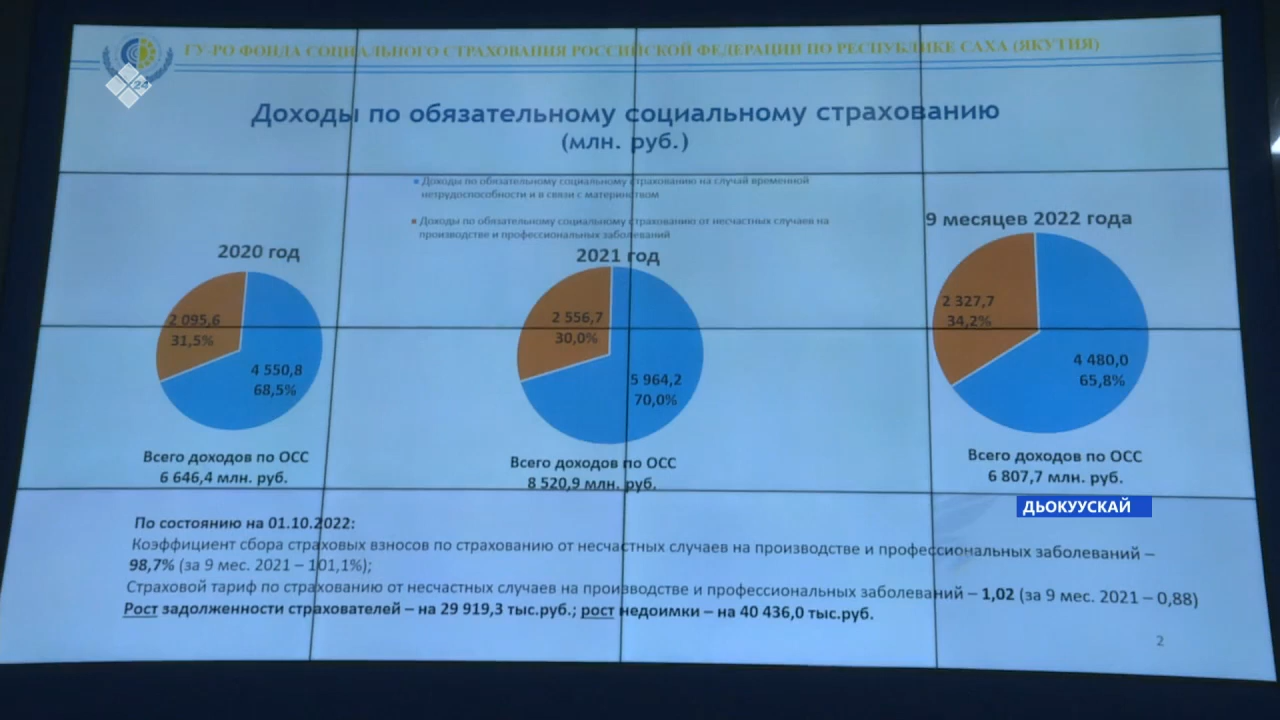 ГУ-РО ФОНДА СОЦИАЛЬНОГО СТРАХОВАНИЯ РОССИЙСКОЙ ФЕДЕРАЦИИ ПО РЕСПУБЛИКЕ САХА (ЯКУТИЯ)
24
Доходы по обязательному социальному страхованию
(млн. руб.)
Доходы по обязательному социальному страхованию на случай временной
нетрудоспособности и в связи с материнством
Доходы по обязательному социальному страхованию от несчастных случаев на
производстве и профессиональных заболеваний
2020 год
2 095,6
31,5%
4 550,8
68,5%
Всего доходов по ОСС
6 646,4 млн. руб.
2021 год
2 556,7
30,0%
5 964,2
70,0%
Всего доходов по ОСС
8 520,9 млн. руб.
9 месяцев 2022 года
2 327,7
34,2%
4 480,0
65,8%
Всего доходов по ОСС
6 807,7 млн. руб.
ДЬОКУУСКАЙ
По состоянию на 01.10.2022:
Коэффициент сбора страховых взносов по страхованию от несчастных случаев на производстве и профессиональных заболеваний –
98,7% (за 9 мес. 2021 – 101,1%);
Страховой тариф по страхованию от несчастных случаев на производстве и профессиональных заболеваний – 1,02 (за 9 мес. 2021 – 0,88)
Рост задолженности страхователей – на 29 919,3 тыс.руб.; рост недоимки – на 40 436,0 тыс.руб.
2